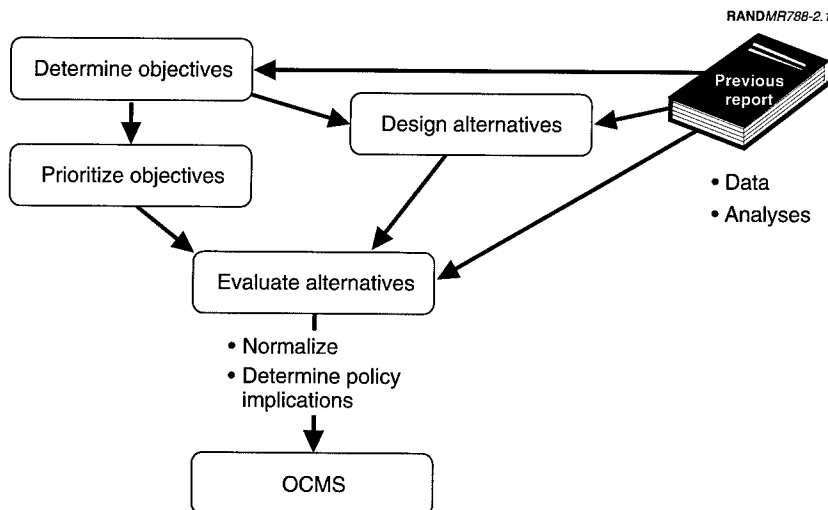 RANDMR788-2.1
Determine objectives
Previous
report
Design alternatives
Prioritize objectives
• Data
• Analyses
Evaluate alternatives
• Normalize
• Determine policy
implications
OCMS